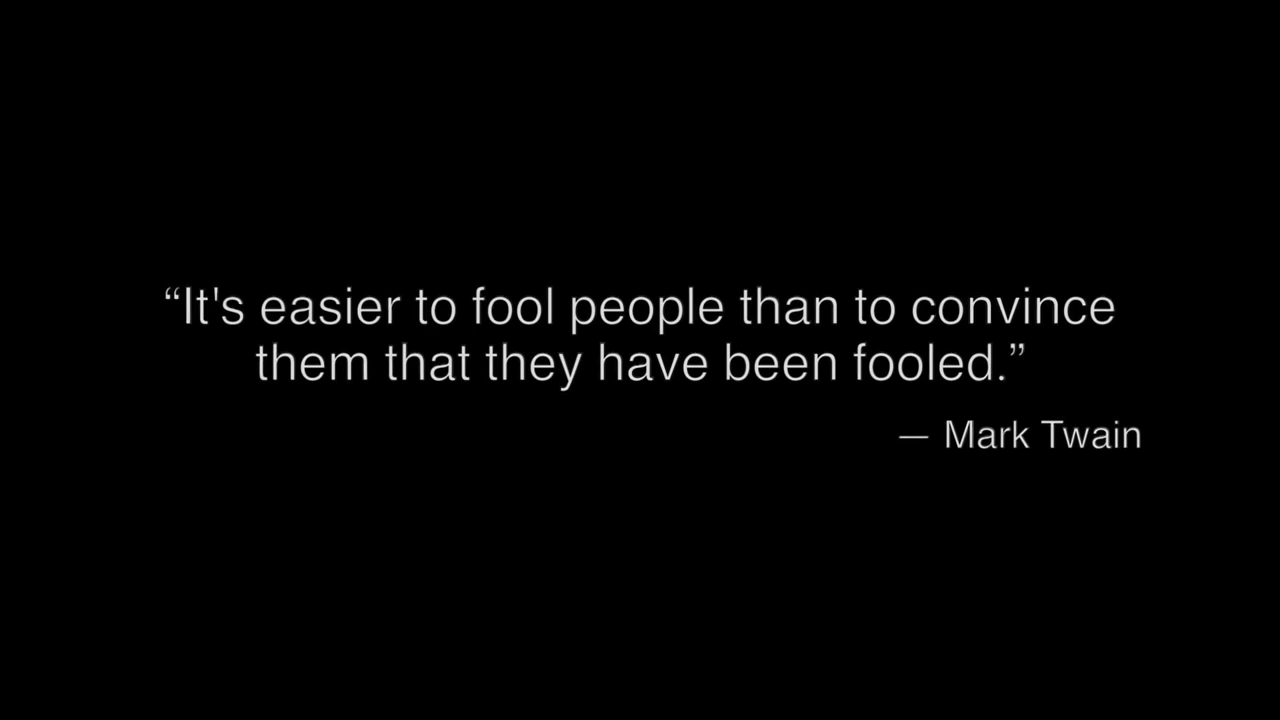 “It's easier to fool people than to convince
them that they have been fooled.”
— Mark Twain